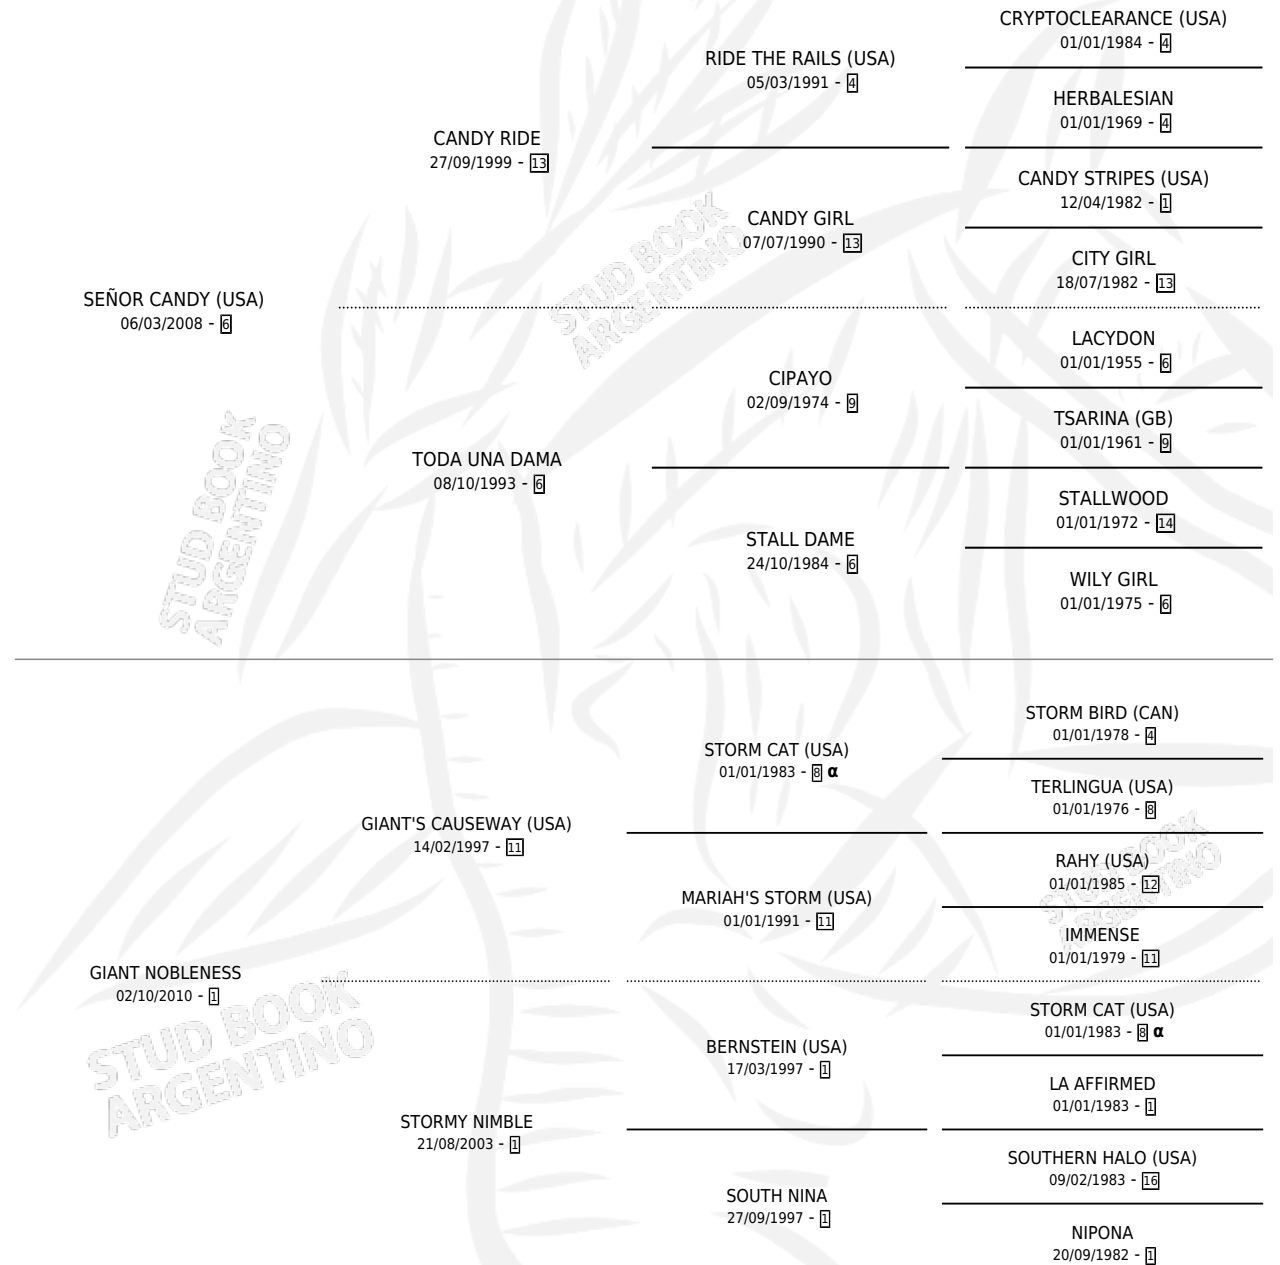 CRYPTOCLEARANCE (USA)
01/01/1984 - 4
RIDE THE RAILS (USA)
05/03/1991 - 4
HERBALESIAN
01/01/1969 - 4
CANDY RIDE
27/09/1999 - 13
CANDY STRIPES (USA)
12/04/1982 - 1
CANDY GIRL
07/07/1990 - 13
CITY GIRL
18/07/1982 - 13
SEÑOR CANDY (USA)
06/03/2008 - 6
LACYDON
01/01/1955 - 6
CIPAYO
02/09/1974 - 9
TSARINA (GB)
01/01/1961 - 9
TODA UNA DAMA
08/10/1993 - 6
STALLWOOD
01/01/1972 - 14
STALL DAME
24/10/1984 - 6
WILY GIRL
01/01/1975 - 6
STORM BIRD (CAN)
01/01/1978 - 4
STORM CAT (USA)
01/01/1983 - 8 α
TERLINGUA (USA)
01/01/1976 - 8
GIANT'S CAUSEWAY (USA)
14/02/1997 - 11
RAHY (USA)
01/01/1985 - 12
MARIAH'S STORM (USA)
01/01/1991 - 11
IMMENSE
01/01/1979 - 11
GIANT NOBLENESS
02/10/2010 - 1
STORM CAT (USA)
01/01/1983 - 8 α
BERNSTEIN (USA)
17/03/1997 - 1
LA AFFIRMED
01/01/1983 - 1
STORMY NIMBLE
21/08/2003 - 1
SOUTHERN HALO (USA)
09/02/1983 - 16
SOUTH NINA
27/09/1997 - 1
NIPONA
20/09/1982 - 1
STUD BOOK
ARGENTINO
STUD BOOK
ARGENTINO
STUD BOOK
ARGENTINO
STUD BOOK
ARGENTINO